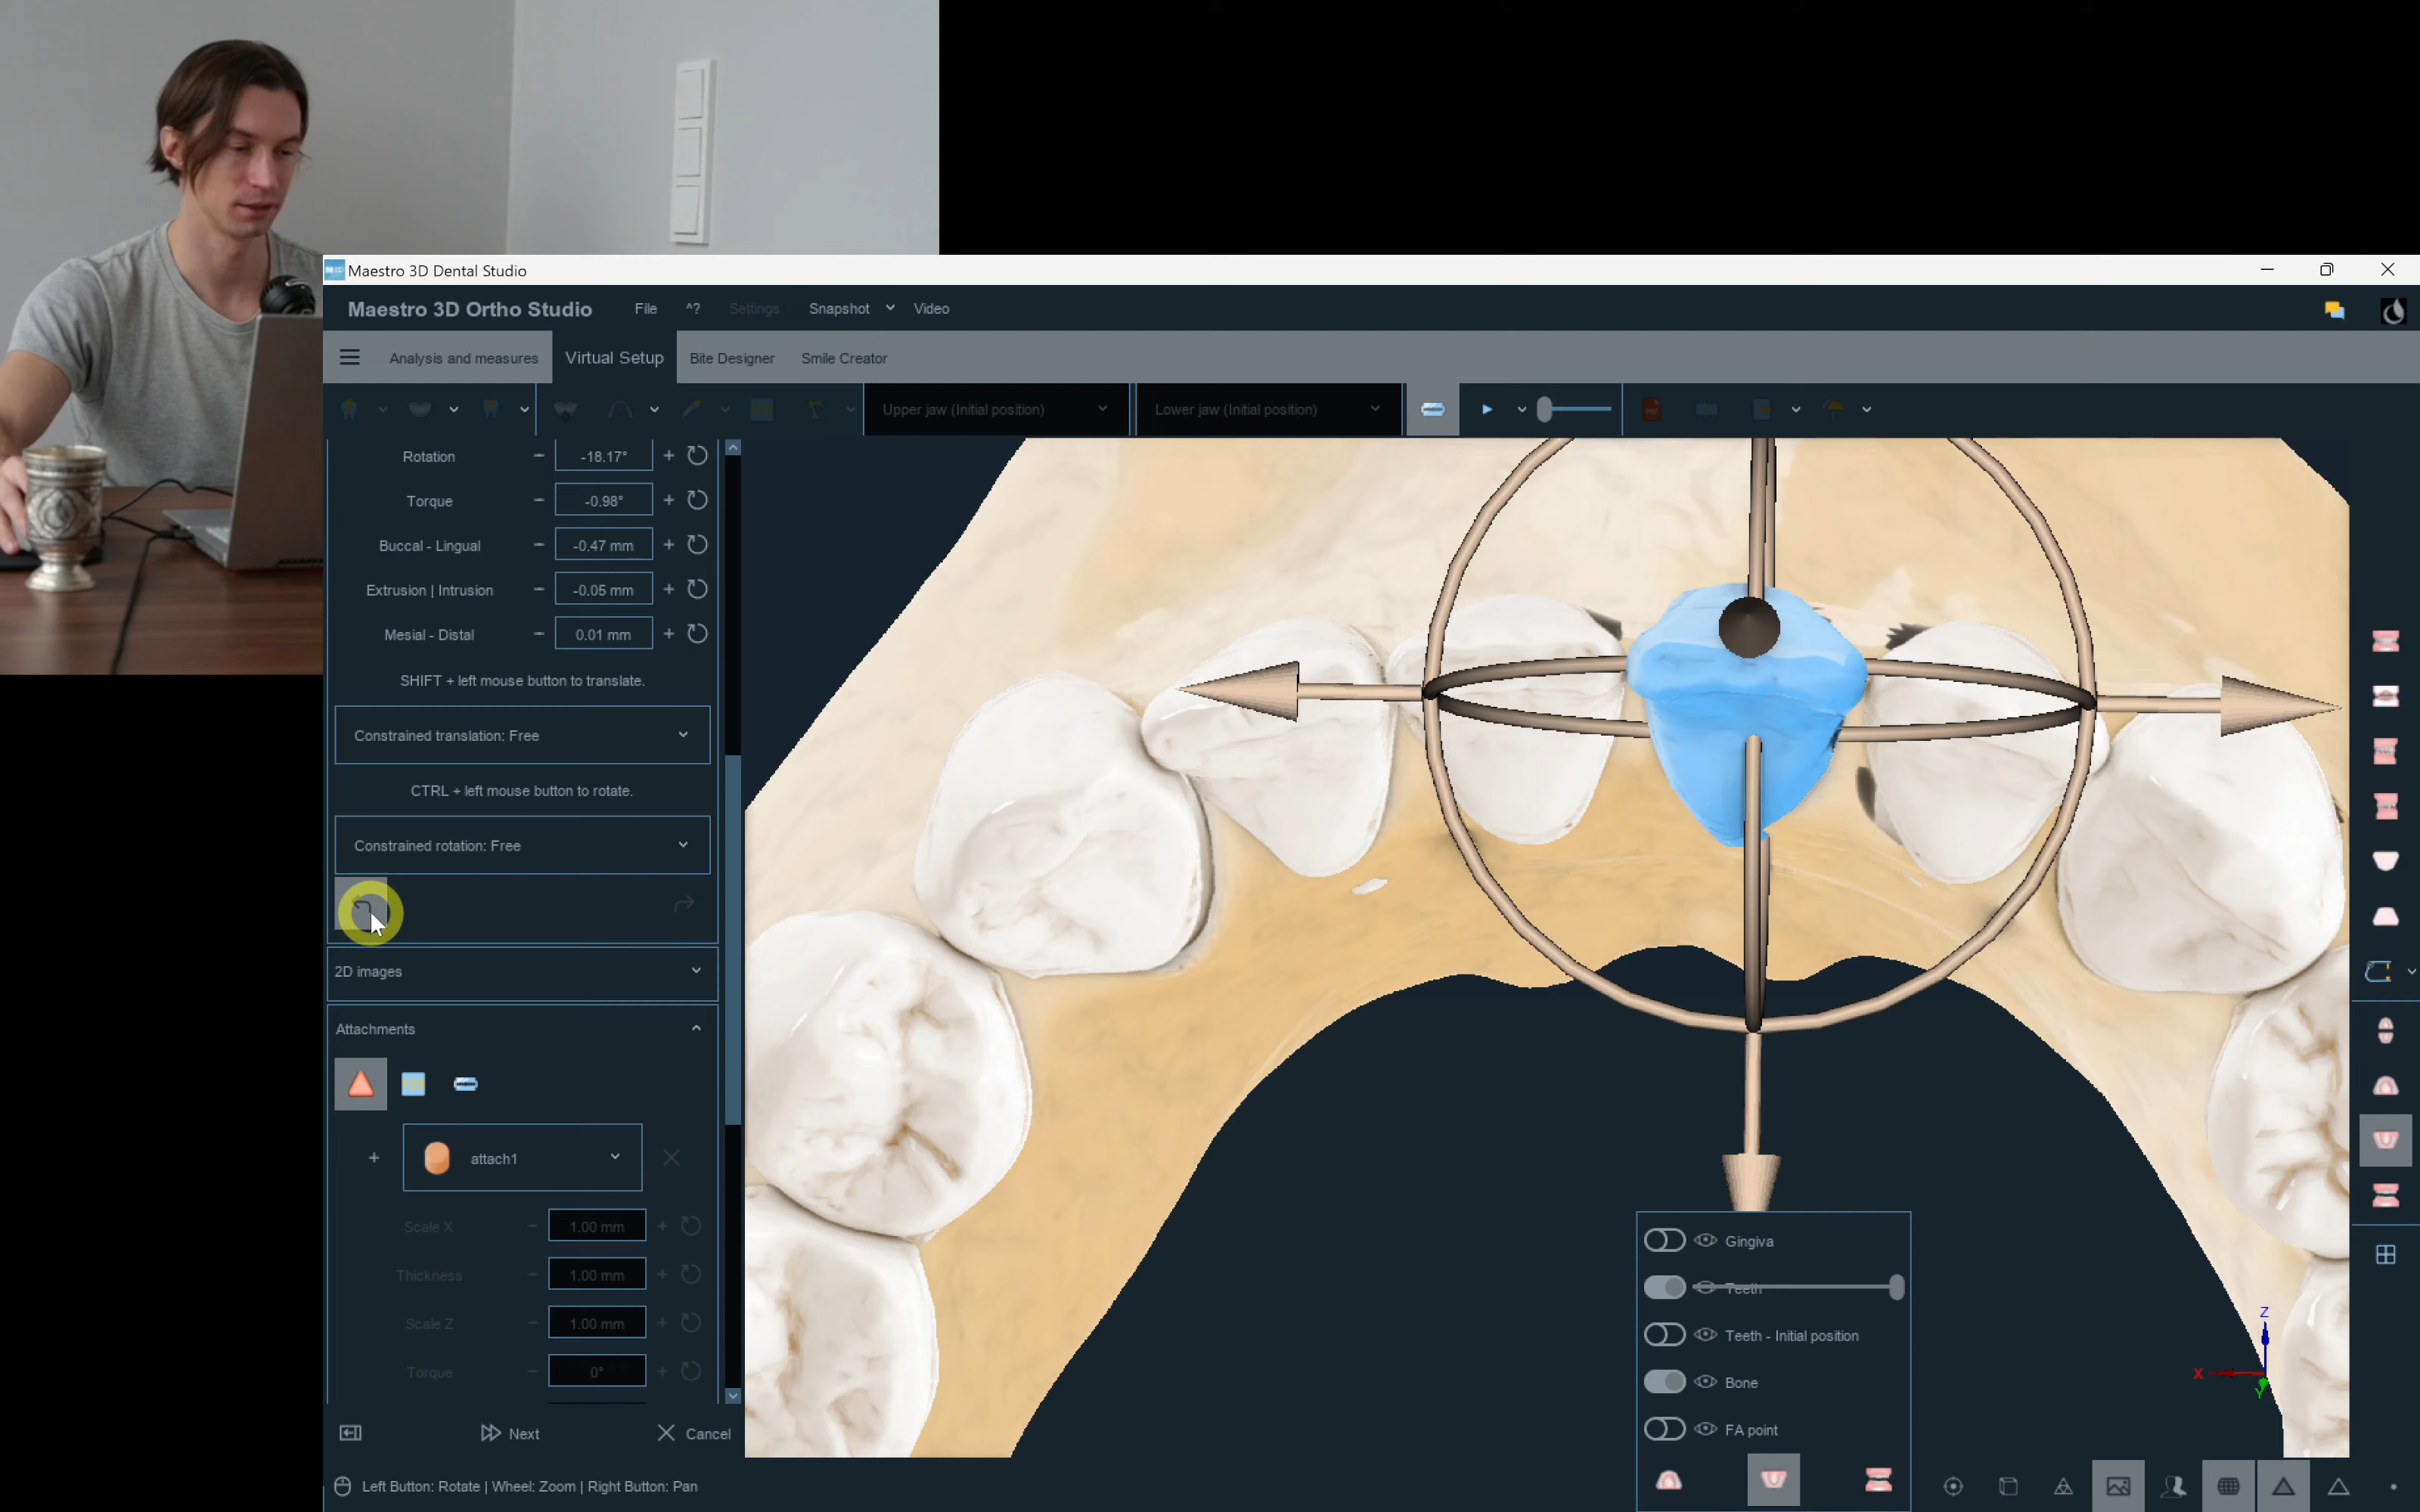 Maestro 3D Dental Studio
Maestro 3D Ortho Studio File ^? Settings Snapshot Video
Analysis and measures Virtual Setup Bite Designer Smile Creator
Upper jaw (Initial position) Lower jaw (Initial position)
Rotation - -18.17° +
Torque - -0.98° +
Buccal - Lingual - -0.47 mm +
Extrusion | Intrusion - -0.05 mm +
Mesial - Distal - 0.01 mm +
SHIFT + left mouse button to translate.
Constrained translation: Free
CTRL + left mouse button to rotate.
Constrained rotation: Free
2D images
Attachments
+ attach1
Scale X - 1.00 mm +
Thickness - 1.00 mm +
Scale Z - 1.00 mm +
Torque - 0° +
Next Cancel
Left Button: Rotate | Wheel: Zoom | Right Button: Pan
Gingiva
Teeth
Teeth - Initial position
Bone
FA point
Z
X
Y